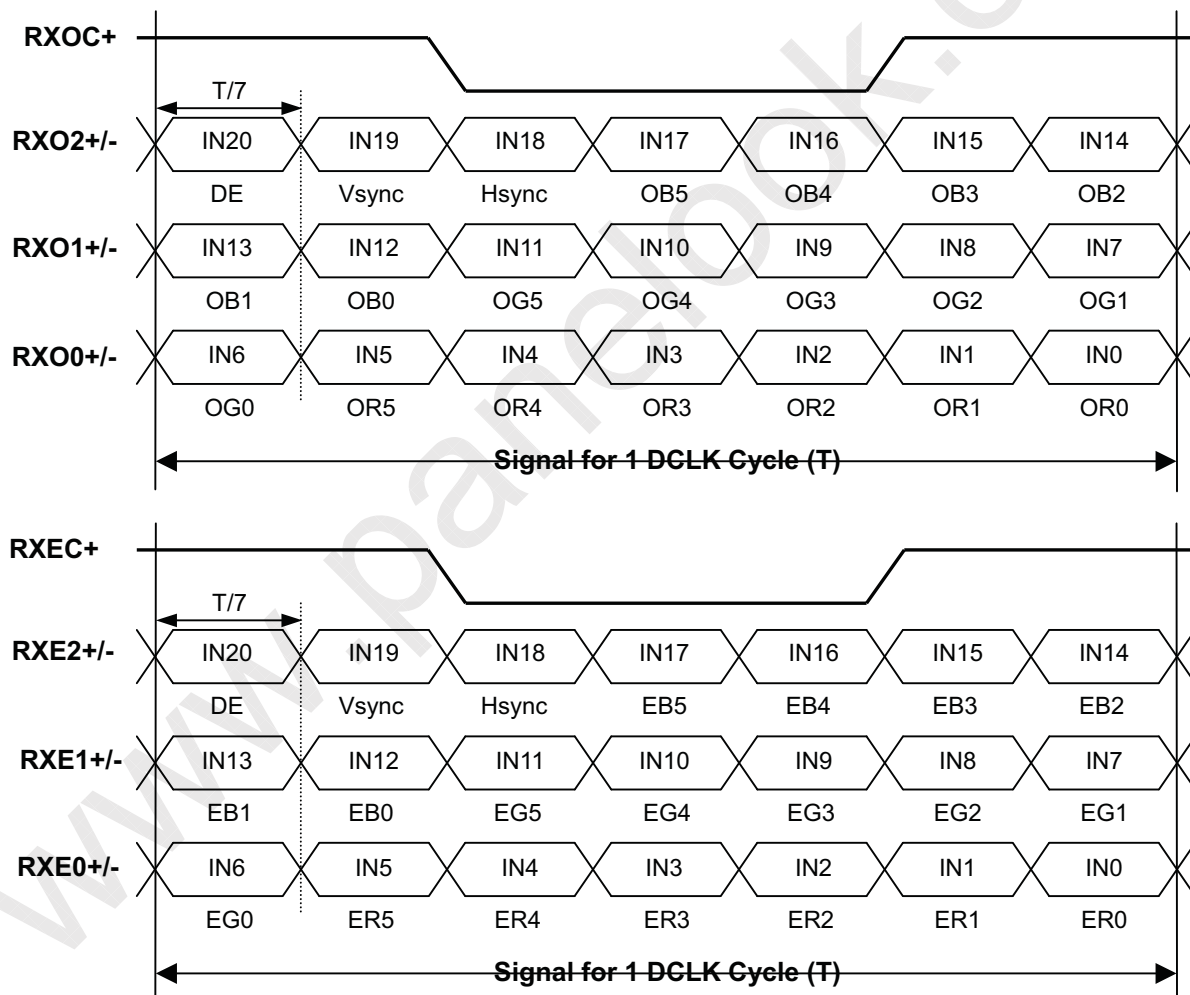 RXOC+
T/7
RXO2+/- IN20 IN19 IN18 IN17 IN16 IN15 IN14
DE Vsync Hsync OB5 OB4 OB3 OB2
RXO1+/- IN13 IN12 IN11 IN10 IN9 IN8 IN7
OB1 OB0 OG5 OG4 OG3 OG2 OG1
RXO0+/- IN6 IN5 IN4 IN3 IN2 IN1 IN0
OG0 OR5 OR4 OR3 OR2 OR1 OR0
Signal for 1 DCLK Cycle (T)
RXEC+
T/7
RXE2+/- IN20 IN19 IN18 IN17 IN16 IN15 IN14
DE Vsync Hsync EB5 EB4 EB3 EB2
RXE1+/- IN13 IN12 IN11 IN10 IN9 IN8 IN7
EB1 EB0 EG5 EG4 EG3 EG2 EG1
RXE0+/- IN6 IN5 IN4 IN3 IN2 IN1 IN0
EG0 ER5 ER4 ER3 ER2 ER1 ER0
Signal for 1 DCLK Cycle (T)
www.panelook.